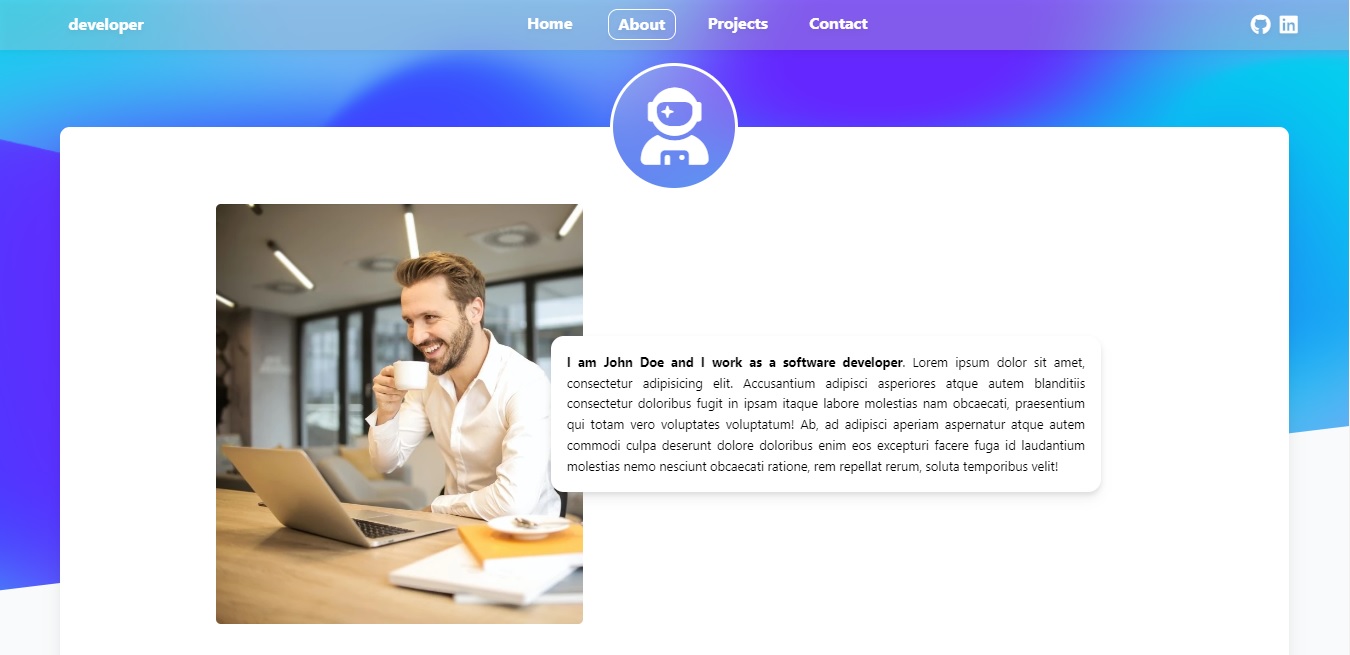 developer
Home
About
Projects
Contact
in
I am John Doe and I work as a software developer. Lorem ipsum dolor sit amet,
consectetur adipisicing elit. Accusantium adipisci asperiores atque autem blanditiis
consectetur doloribus fugit in ipsam itaque labore molestias nam obcaecati, praesentium
qui totam vero voluptates voluptatum! Ab, ad adipisci aperiam aspernatur atque autem
commodi culpa deserunt dolore doloribus enim eos excepturi facere fuga id laudantium
molestias nemo nesciunt obcaecati ratione, rem repellat rerum, soluta temporibus velit!